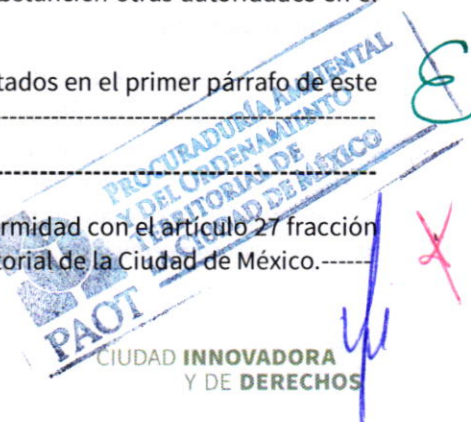 otras autoridades en el
tados en el primer párrafo de este
rmidad con el artículo 27 fracción
torial de la Ciudad de México.------
PROCURADURÍA AMBIENTAL
Y DEL ORDENAMIENTO
TERRITORIAL DE
LA CIUDAD DE MÉXICO
PAOT
CIUDAD INNOVADORA
Y DE DERECHOS